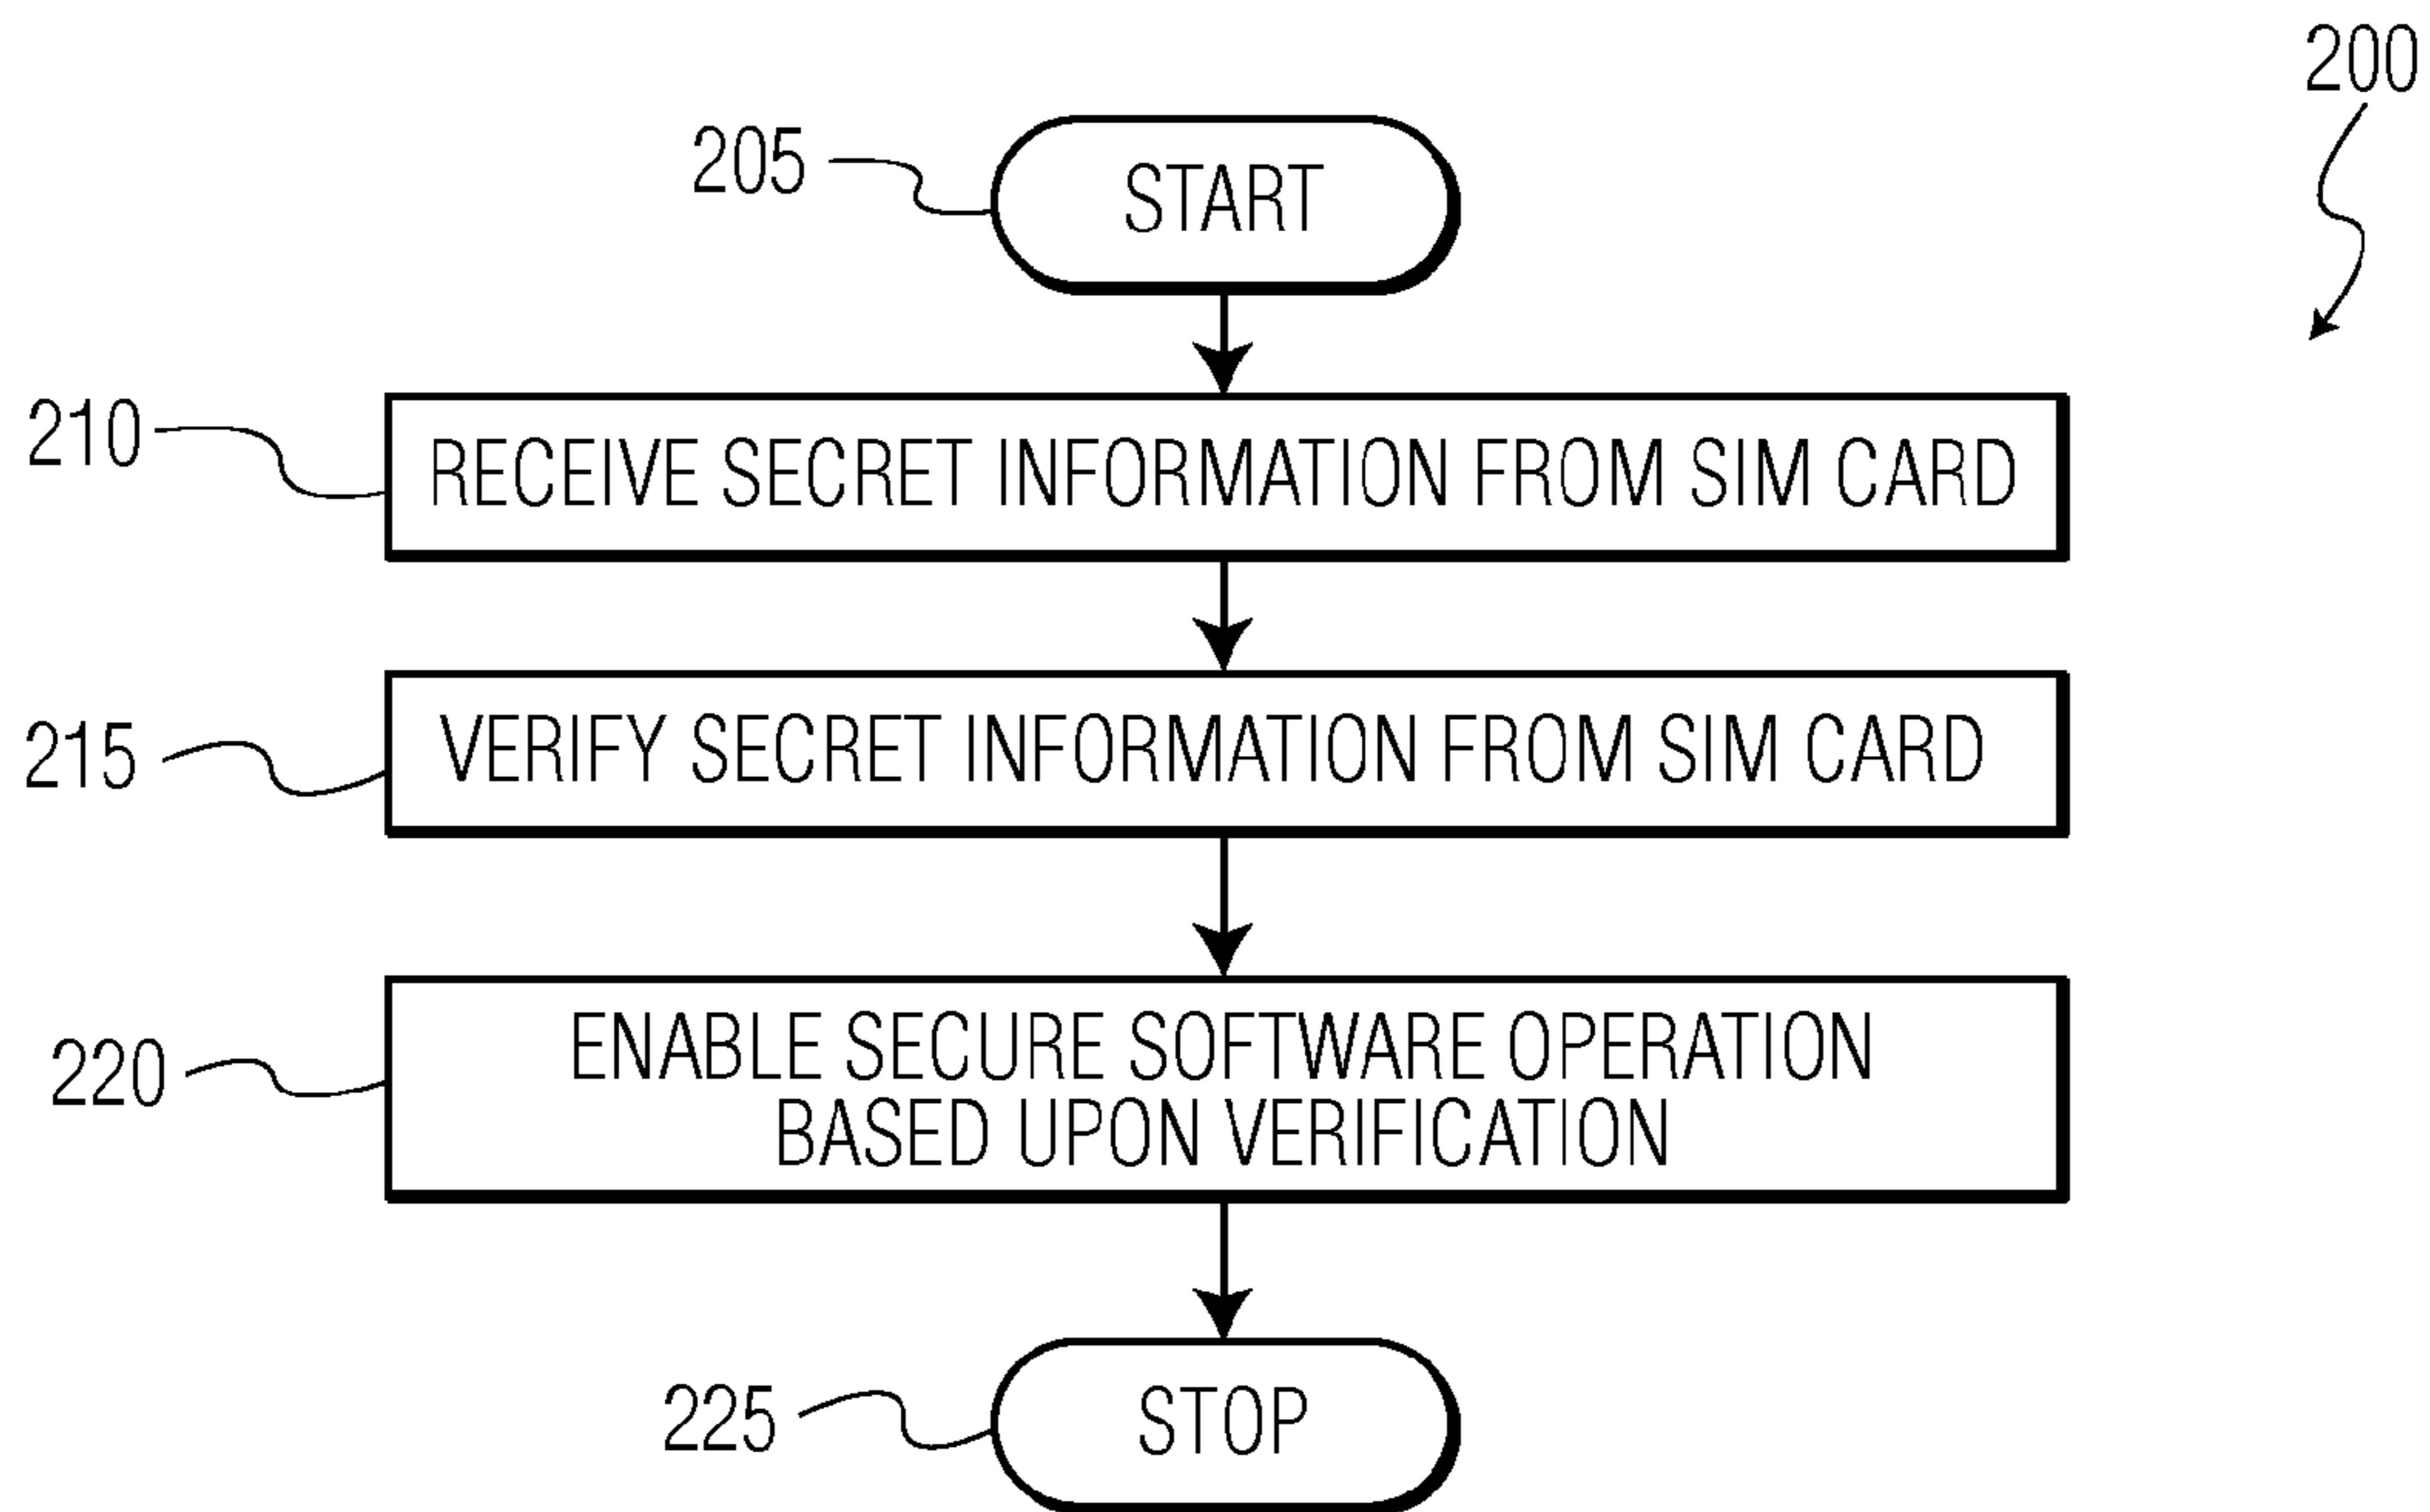 200
205
START
210
RECEIVE SECRET INFORMATION FROM SIM CARD
215
VERIFY SECRET INFORMATION FROM SIM CARD
220
ENABLE SECURE SOFTWARE OPERATION
BASED UPON VERIFICATION
225
STOP